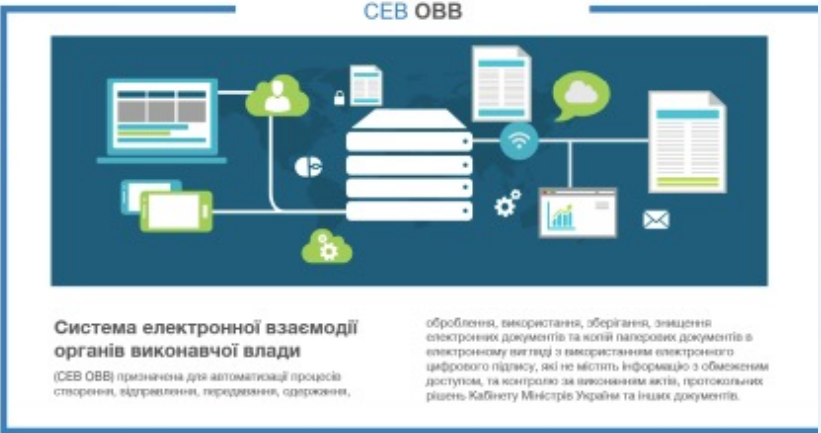 СЕВ ОВВ
Система електронної взаємодії
органів виконавчої влади
(СЕВ ОВВ) призначена для автоматизації процесів
створення, відправлення, передавання, одержання,
оброблення, використання, зберігання, знищення
електронних документів та копій паперових документів в
електронному вигляді з використанням електронного
цифрового підпису, які не містять інформацію з обмеженим
доступом, та контролю за виконанням актів, протокольних
рішень Кабінету Міністрів України та інших документів.